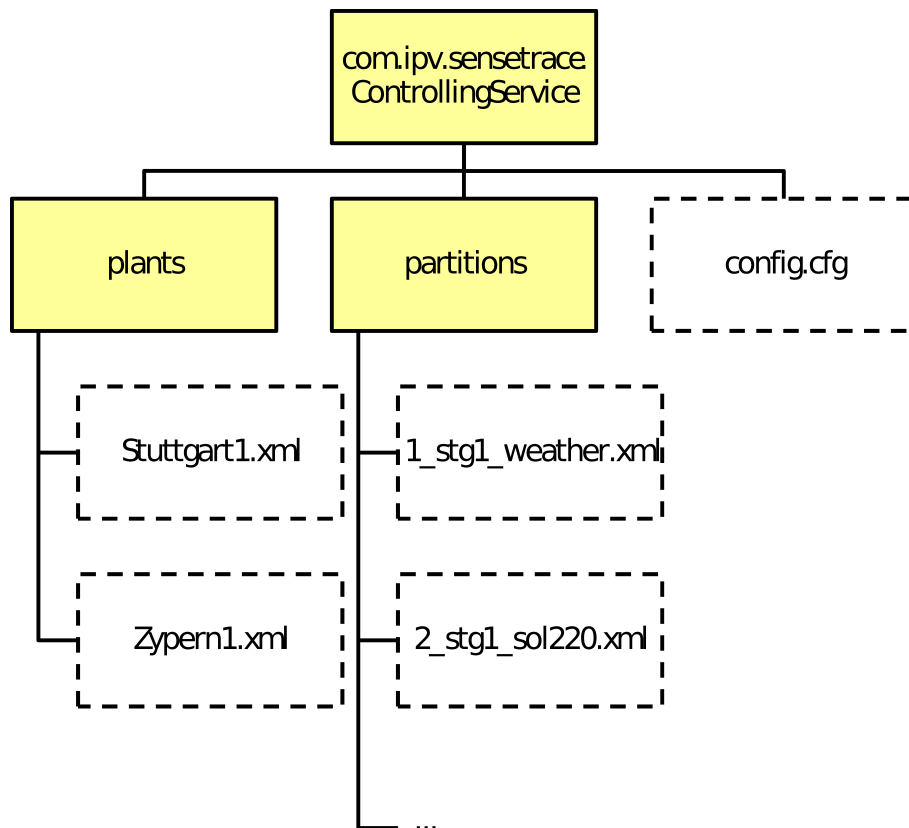 com.ipv.sensetrace.
ControllingService
plants
partitions
config.cfg
Stuttgart1.xml
1_stg1_weather.xml
Zypern1.xml
2_stg1_sol220.xml
...